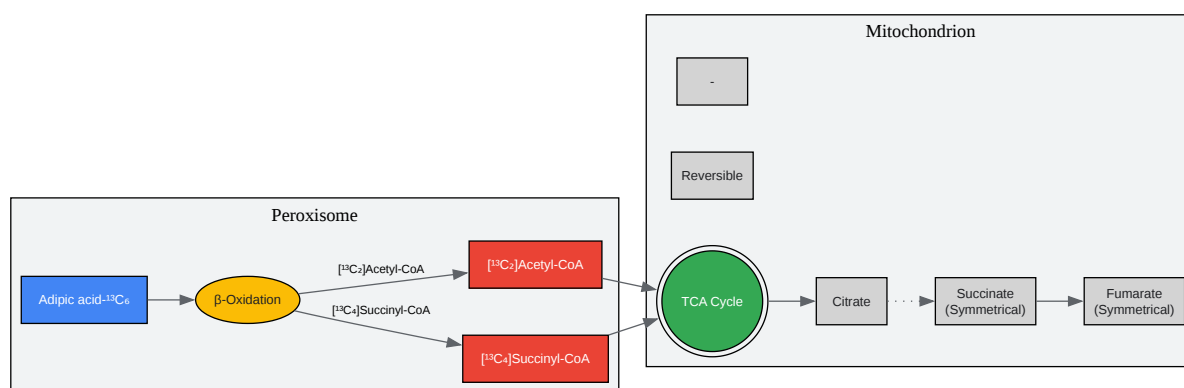 Mitochondrion
-
Reversible
Peroxisome
Adipic acid-¹³C₆
β-Oxidation
[¹³C₂]Acetyl-CoA
[¹³C₄]Succinyl-CoA
[¹³C₂]Acetyl-CoA
[¹³C₄]Succinyl-CoA
TCA Cycle
Citrate
Succinate
(Symmetrical)
Fumarate
(Symmetrical)